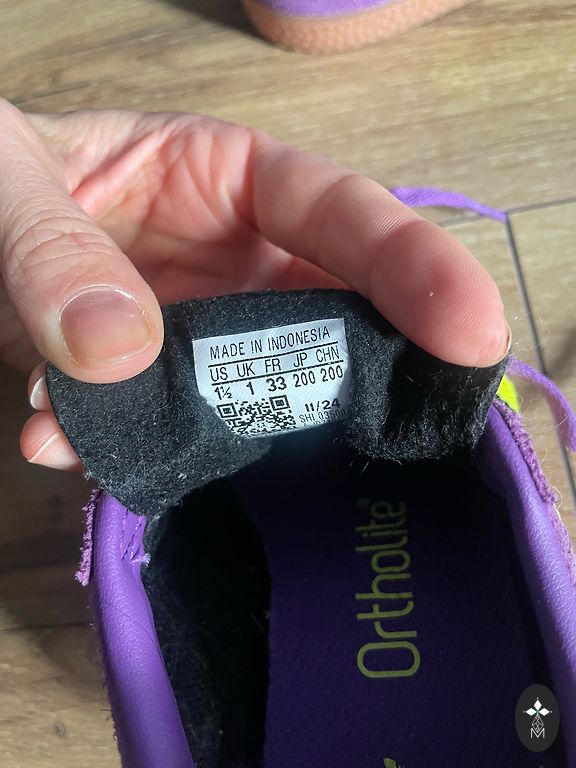 MADE IN INDONESIA
US UK FR JP CHN
1½ 1 33 200 200
11/24
Ortholite®
M